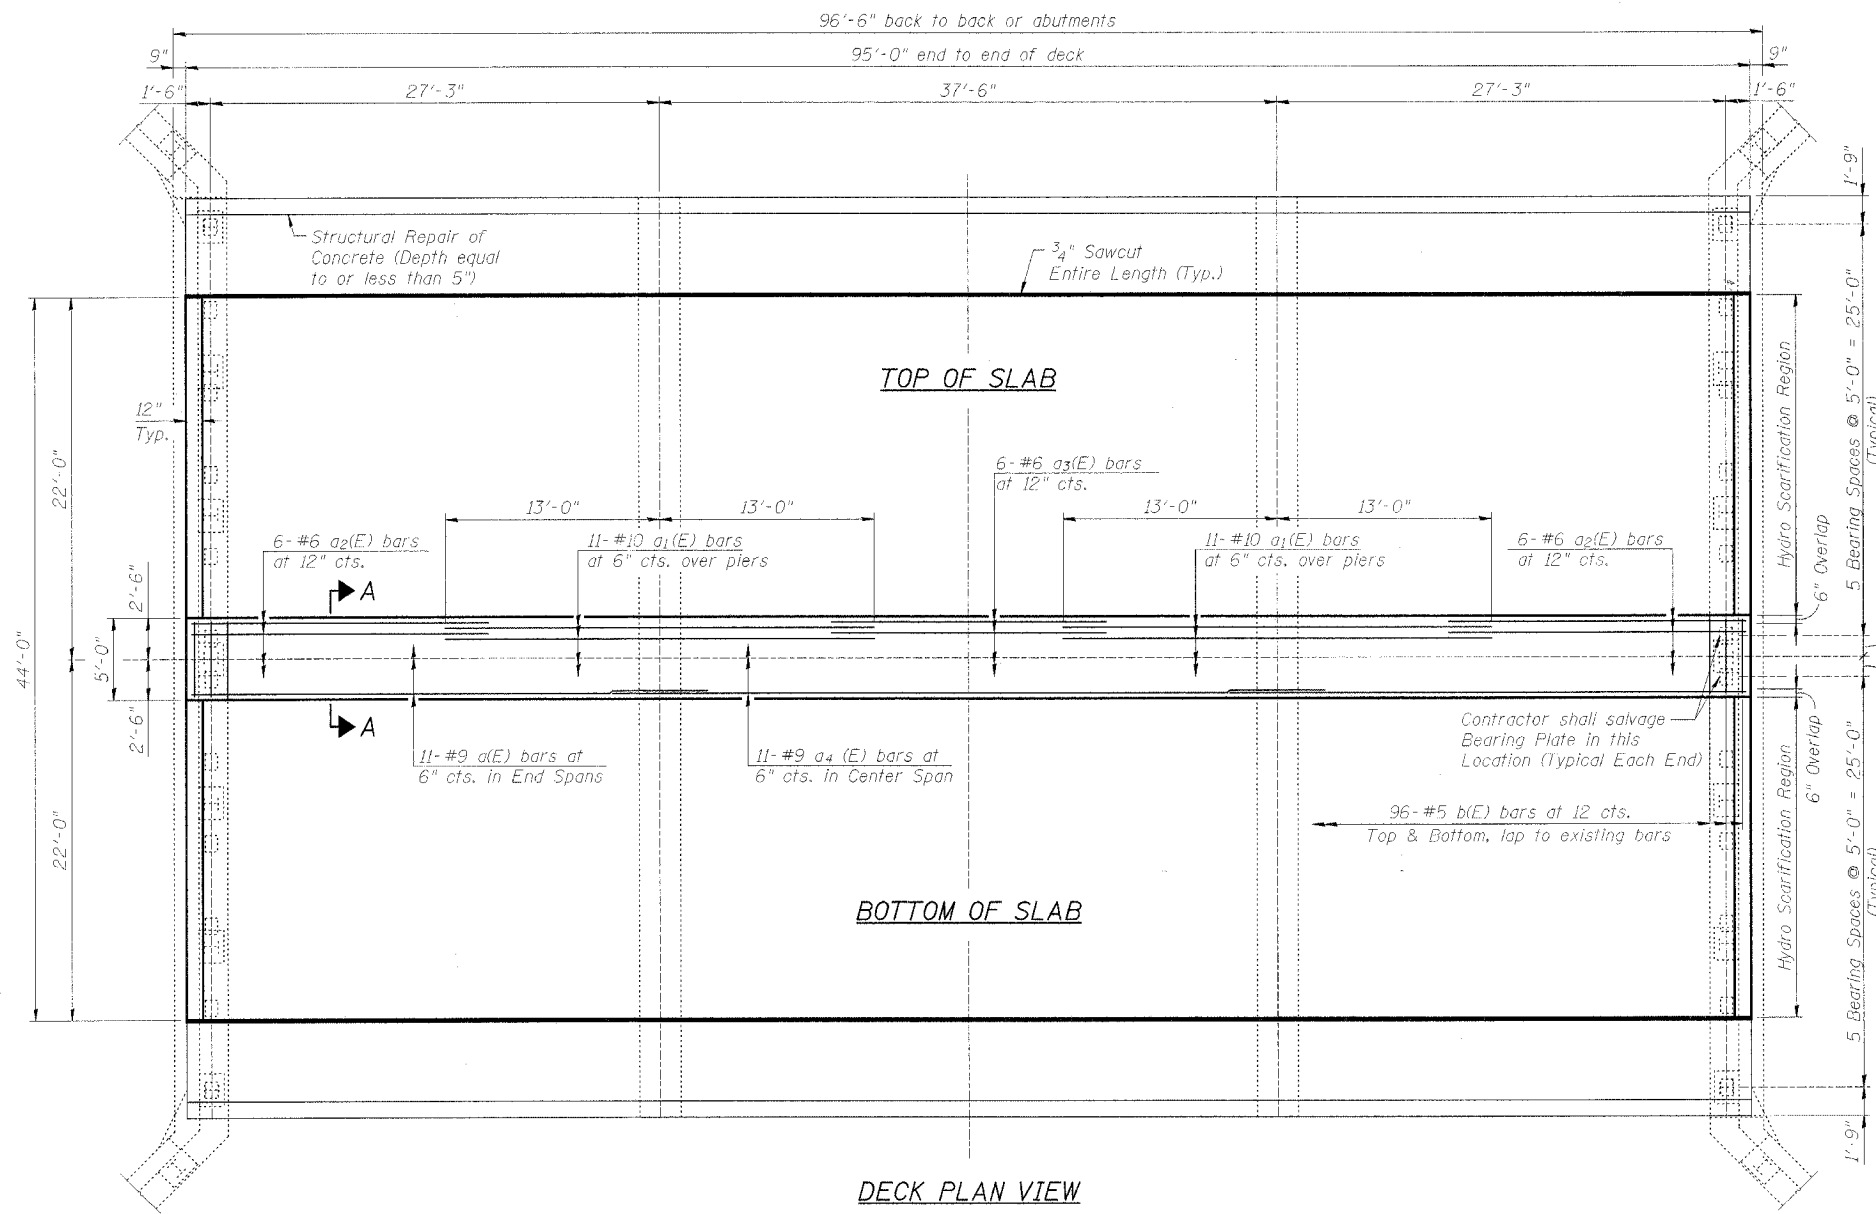 96'-6" back to back or abutments
9"
95'-0" end to end of deck
9"
1'-6"
27'-3"
37'-6"
27'-3"
1'-6"
1'-9"
Structural Repair of
Concrete (Depth equal
to or less than 5")
3/4" Sawcut
Entire Length (Typ.)
TOP OF SLAB
12"
Typ.
22'-0"
6-#6 a3(E) bars
at 12" cts.
13'-0"
13'-0"
13'-0"
13'-0"
6-#6 a2(E) bars
at 12" cts.
11-#10 a1(E) bars
at 6" cts. over piers
11-#10 a1(E) bars
at 6" cts. over piers
6-#6 a2(E) bars
at 12" cts.
Hydro Scarification Region
6" Overlap
5 Bearing Spaces @ 5'-0" = 25'-0"
(Typical)
A
2'-6"
5'-0"
44'-0"
2'-6"
A
11-#9 a(E) bars at
6" cts. in End Spans
11-#9 a4 (E) bars at
6" cts. in Center Span
Contractor shall salvage
Bearing Plate in this
Location (Typical Each End)
96-#5 b(E) bars at 12 cts.
Top & Bottom, lap to existing bars
22'-0"
BOTTOM OF SLAB
Hydro Scarification Region
6" Overlap
5 Bearing Spaces @ 5'-0" = 25'-0"
(Typical)
1'-9"
DECK PLAN VIEW